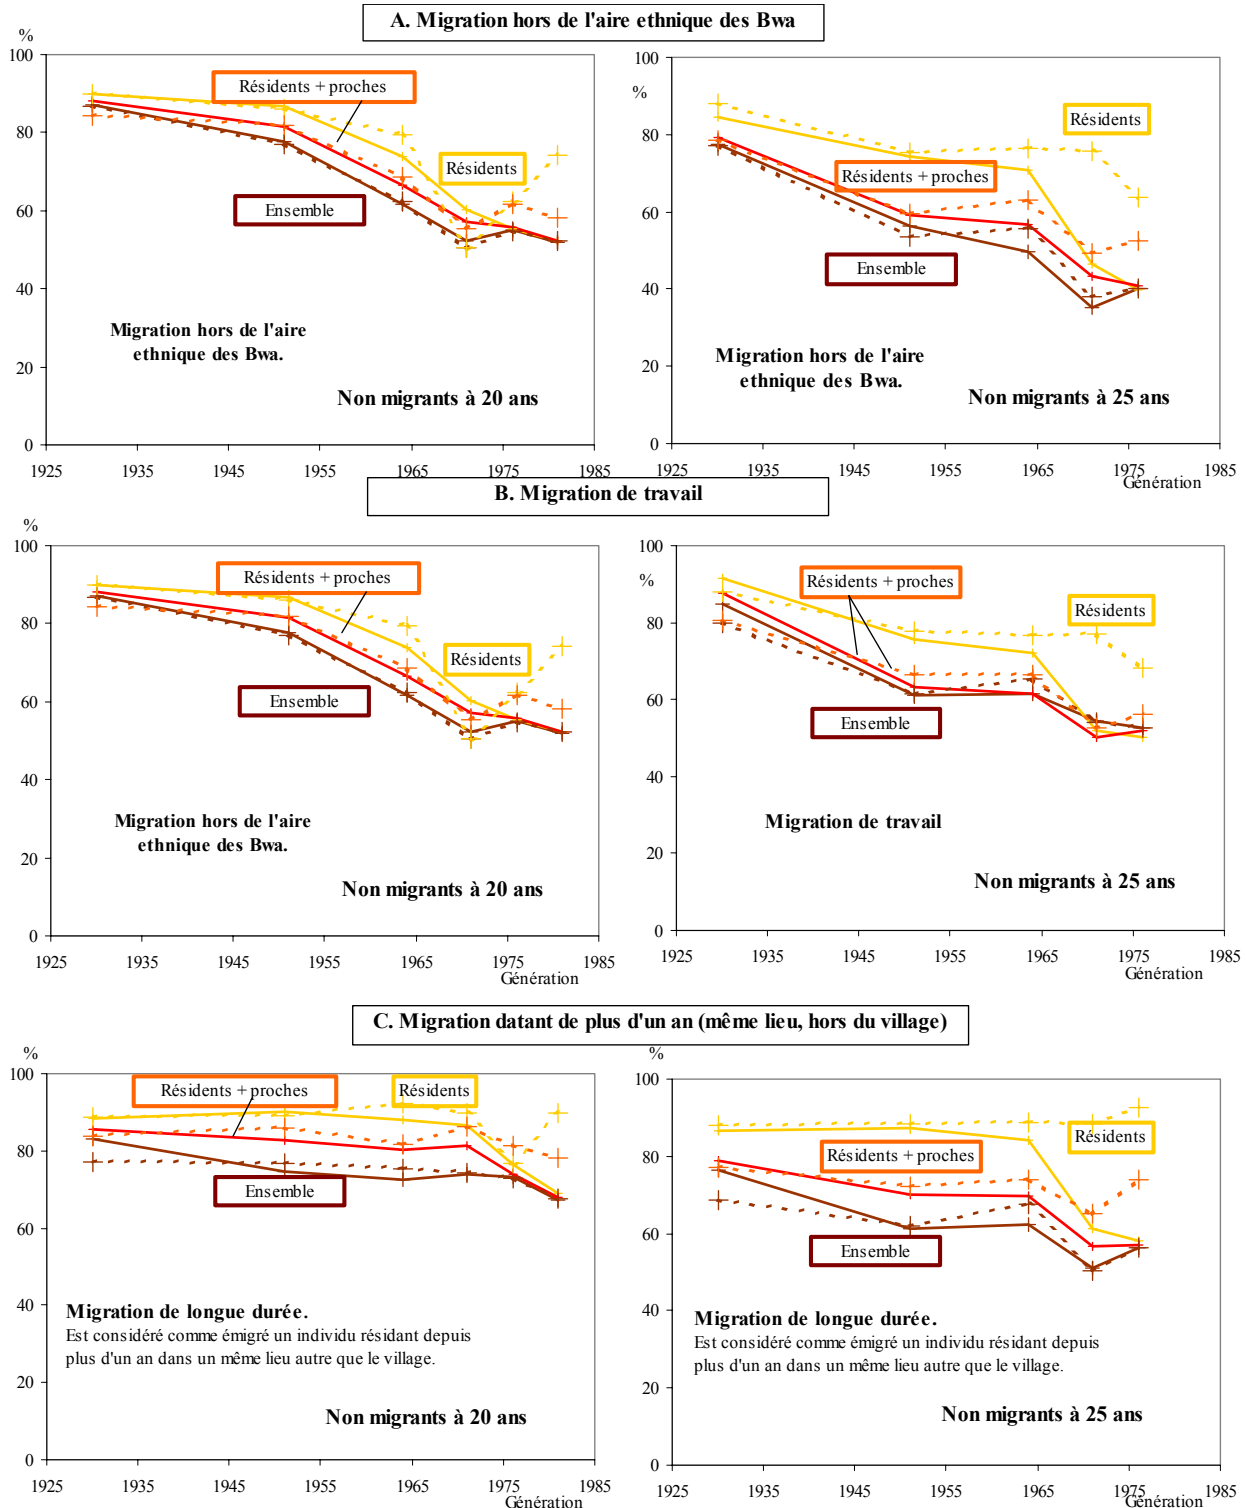 A. Migration hors de l'aire ethnique des Bwa
%
100
80
60
40
20
0
1925
1935
1945
1955
1965
1975
1985
Résidents + proches
Résidents
Ensemble
Migration hors de l'aire
ethnique des Bwa.
Non migrants à 20 ans
%
100
80
60
40
20
0
1925
1935
1945
1955
1965
1975
1985
Génération
Résidents
Résidents + proches
Ensemble
Migration hors de l'aire
ethnique des Bwa.
Non migrants à 25 ans
B. Migration de travail
%
100
80
60
40
20
0
1925
1935
1945
1955
1965
1975
1985
Génération
Résidents + proches
Résidents
Ensemble
Migration hors de l'aire
ethnique des Bwa.
Non migrants à 20 ans
%
100
80
60
40
20
0
1925
1935
1945
1955
1965
1975
1985
Génération
Résidents + proches
Résidents
Ensemble
Migration de travail
Non migrants à 25 ans
C. Migration datant de plus d'un an (même lieu, hors du village)
%
100
80
60
40
20
0
1925
1935
1945
1955
1965
1975
1985
Génération
Résidents + proches
Résidents
Ensemble
Migration de longue durée.
Est considéré comme émigré un individu résidant depuis
plus d'un an dans un même lieu autre que le village.
Non migrants à 20 ans
%
100
80
60
40
20
0
1925
1935
1945
1955
1965
1975
1985
Génération
Résidents
Résidents + proches
Ensemble
Migration de longue durée.
Est considéré comme émigré un individu résidant depuis
plus d'un an dans un même lieu autre que le village.
Non migrants à 25 ans